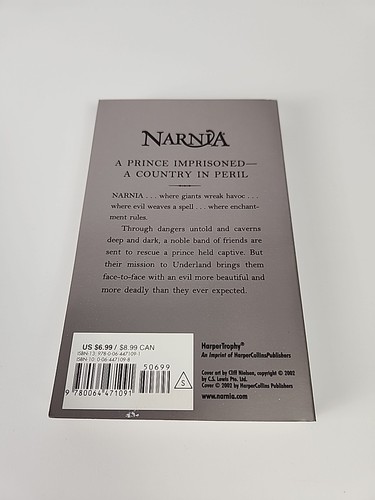 NARNIA
A PRINCE IMPRISONED—
A COUNTRY IN PERIL
NARNIA . . . where giants wreak havoc . . .
where evil weaves a spell . . . where enchant-
ment rules.
Through dangers untold and caverns
deep and dark, a noble band of friends are
sent to rescue a prince held captive. But
their mission to Underland brings them
face-to-face with an evil more beautiful and
more deadly than they ever expected.
US $6.99 / $8.99 CAN
ISBN-13: 978-0-06-447109-1
ISBN-10: 0-06-447109-8
50699
S
9 780064 471091
HarperTrophy®
An Imprint of HarperCollinsPublishers
Cover art by Cliff Nielsen, copyright © 2002
by C.S. Lewis Pte. Ltd.
Cover © 2002 by HarperCollins Publishers
www.narnia.com